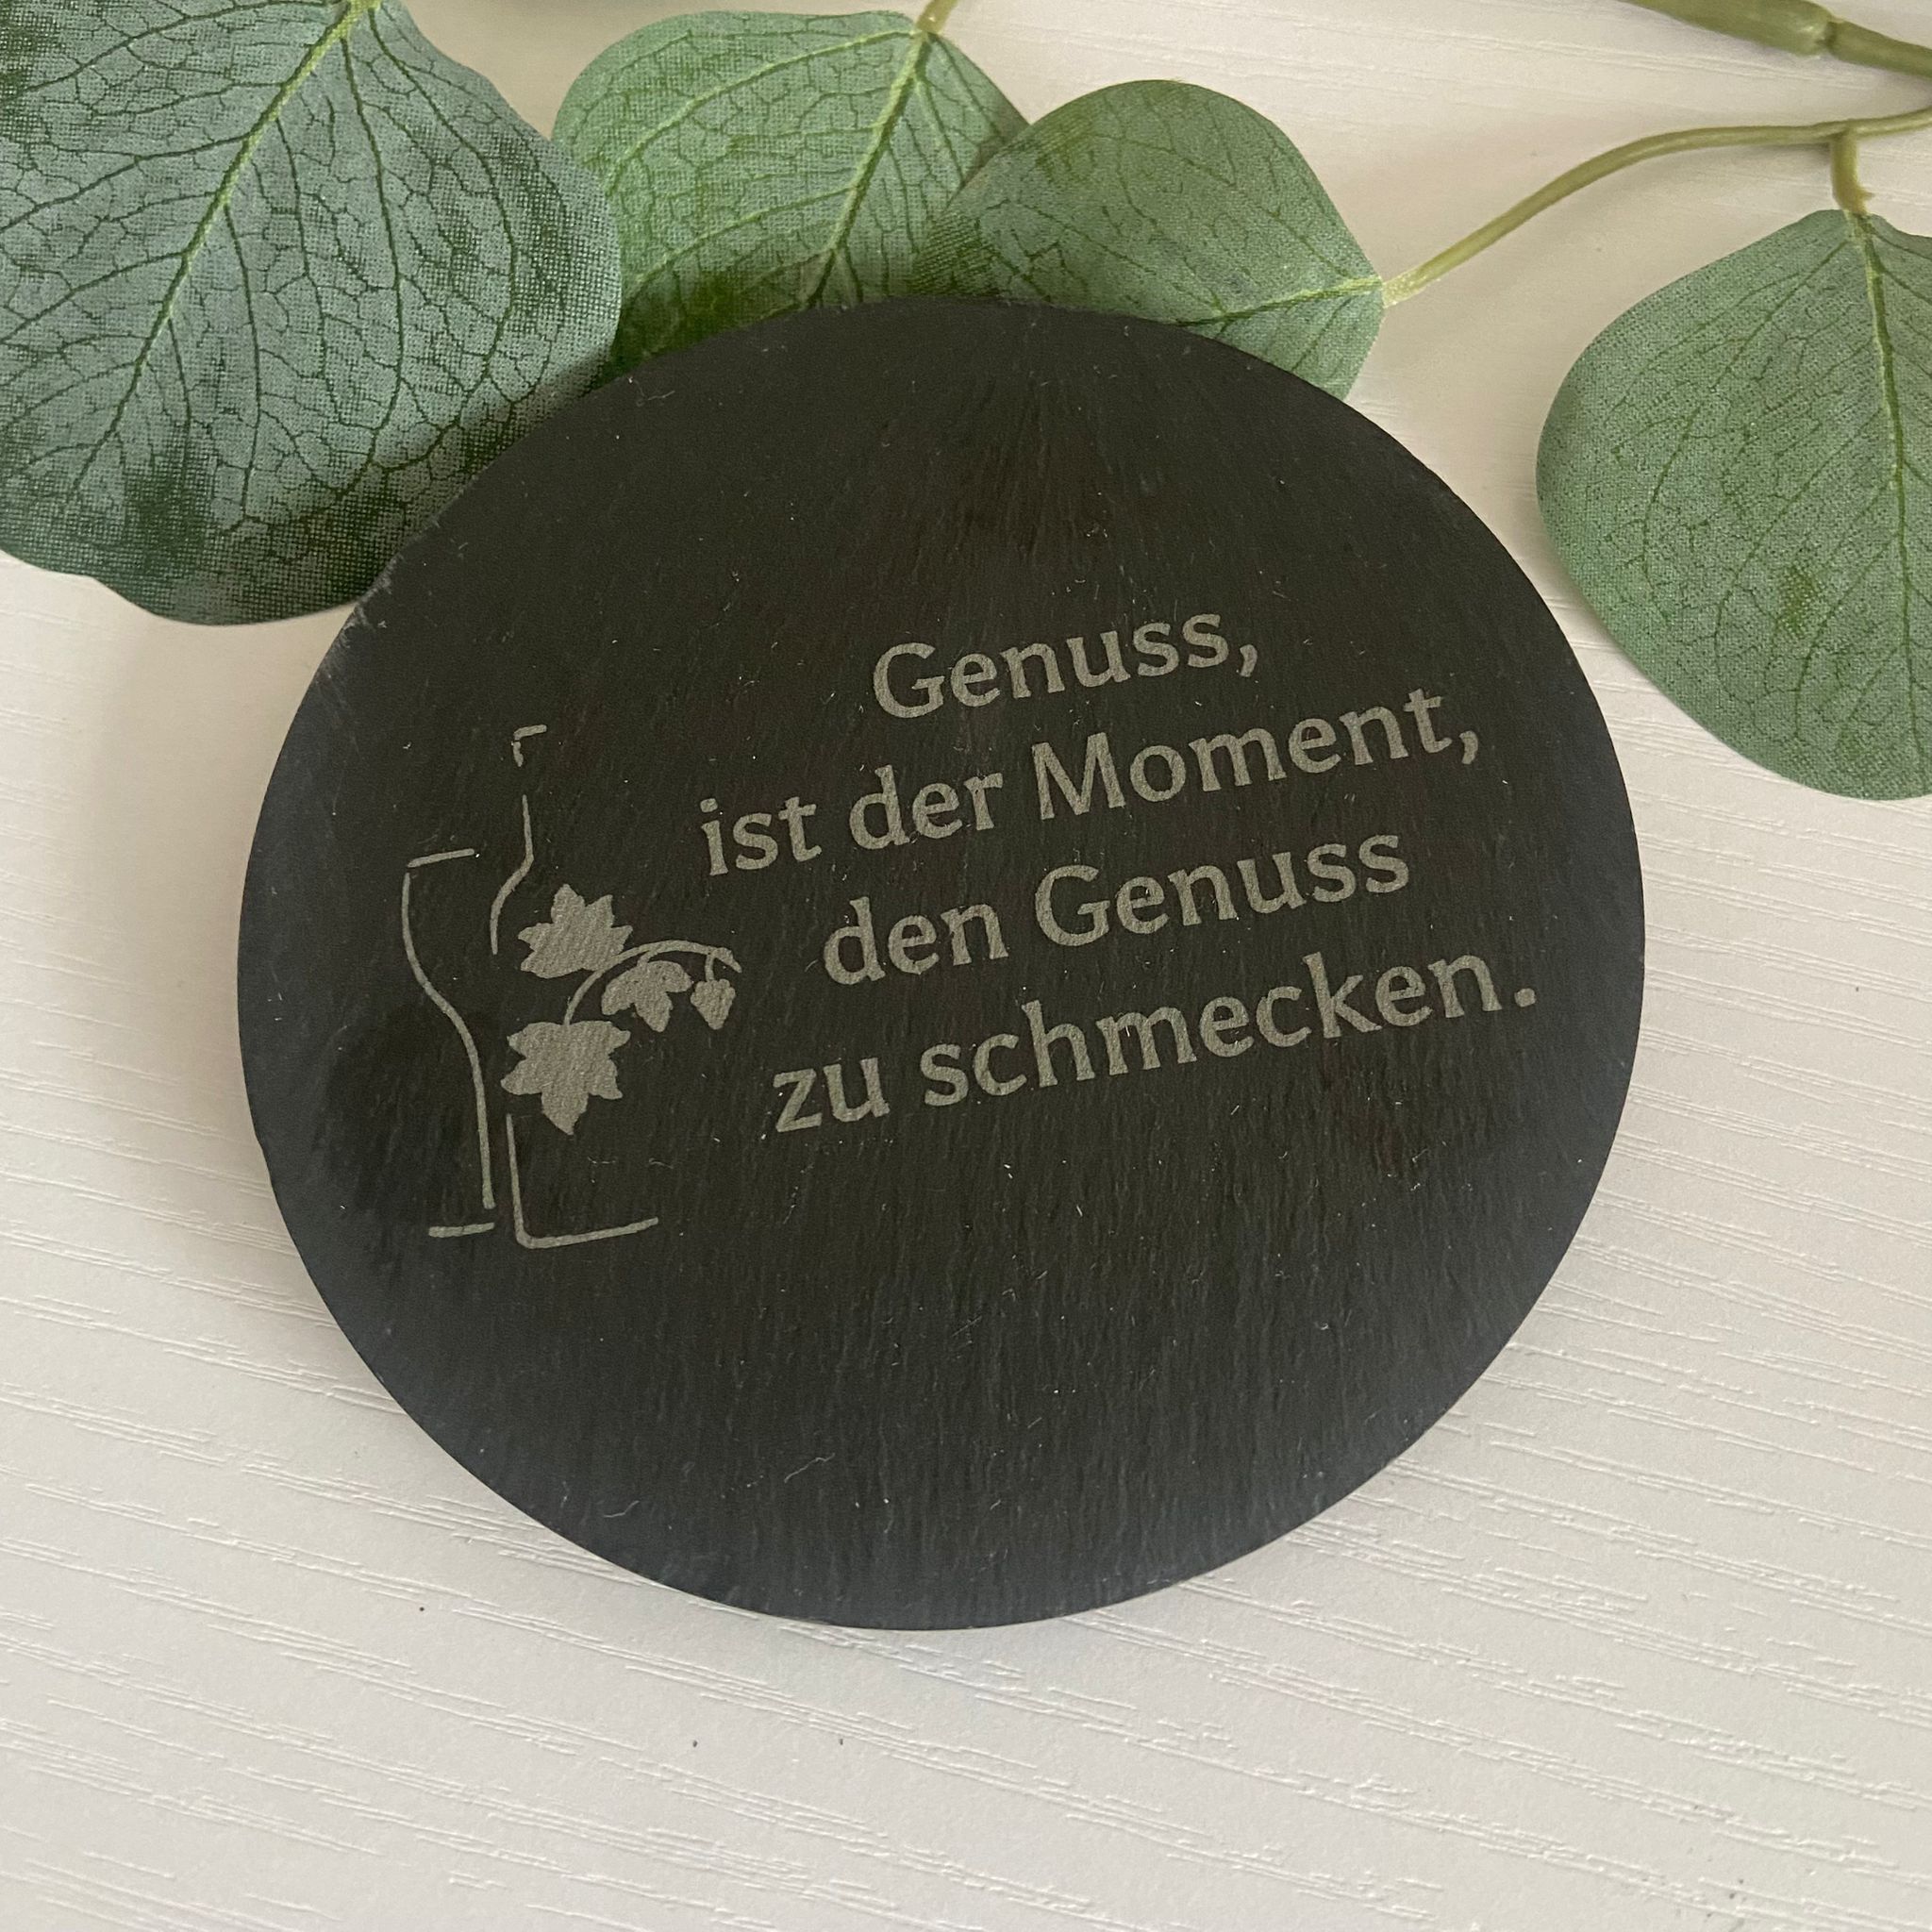 Genuss,
ist der Moment,
den Genuss
zu schmecken.